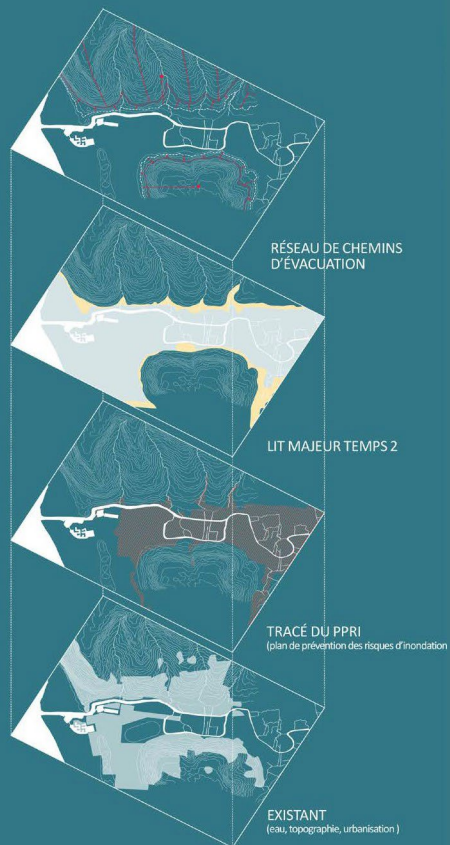 RÉSEAU DE CHEMINS
D'ÉVACUATION
LIT MAJEUR TEMPS 2
TRACÉ DU PPRI
(plan de prévention des risques d'inondation
EXISTANT
(eau, topographie, urbanisation )